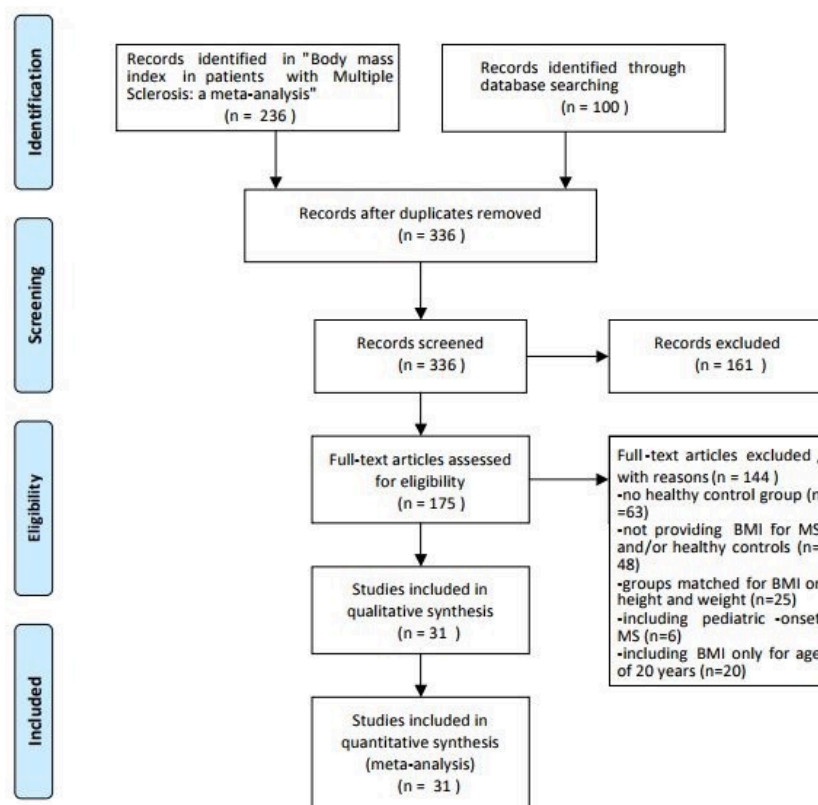 Identification
Records identified in "Body mass
index in patients with Multiple
Sclerosis: a meta-analysis"
(n = 236 )
Records identified through
database searching
(n = 100 )
Records after duplicates removed
(n = 336 )
Screening
Records screened
(n = 336 )
Records excluded
(n = 161 )
Eligibility
Full-text articles assessed
for eligibility
(n = 175 )
Full-text articles excluded ,
with reasons (n = 144 )
-no healthy control group (n
=63)
-not providing BMI for MS
and/or healthy controls (n=
48)
-groups matched for BMI or
height and weight (n=25)
-including pediatric -onset
MS (n=6)
-including BMI only for age
of 20 years (n=20)
Studies included in
qualitative synthesis
(n = 31 )
Included
Studies included in
quantitative synthesis
(meta-analysis)
(n = 31 )